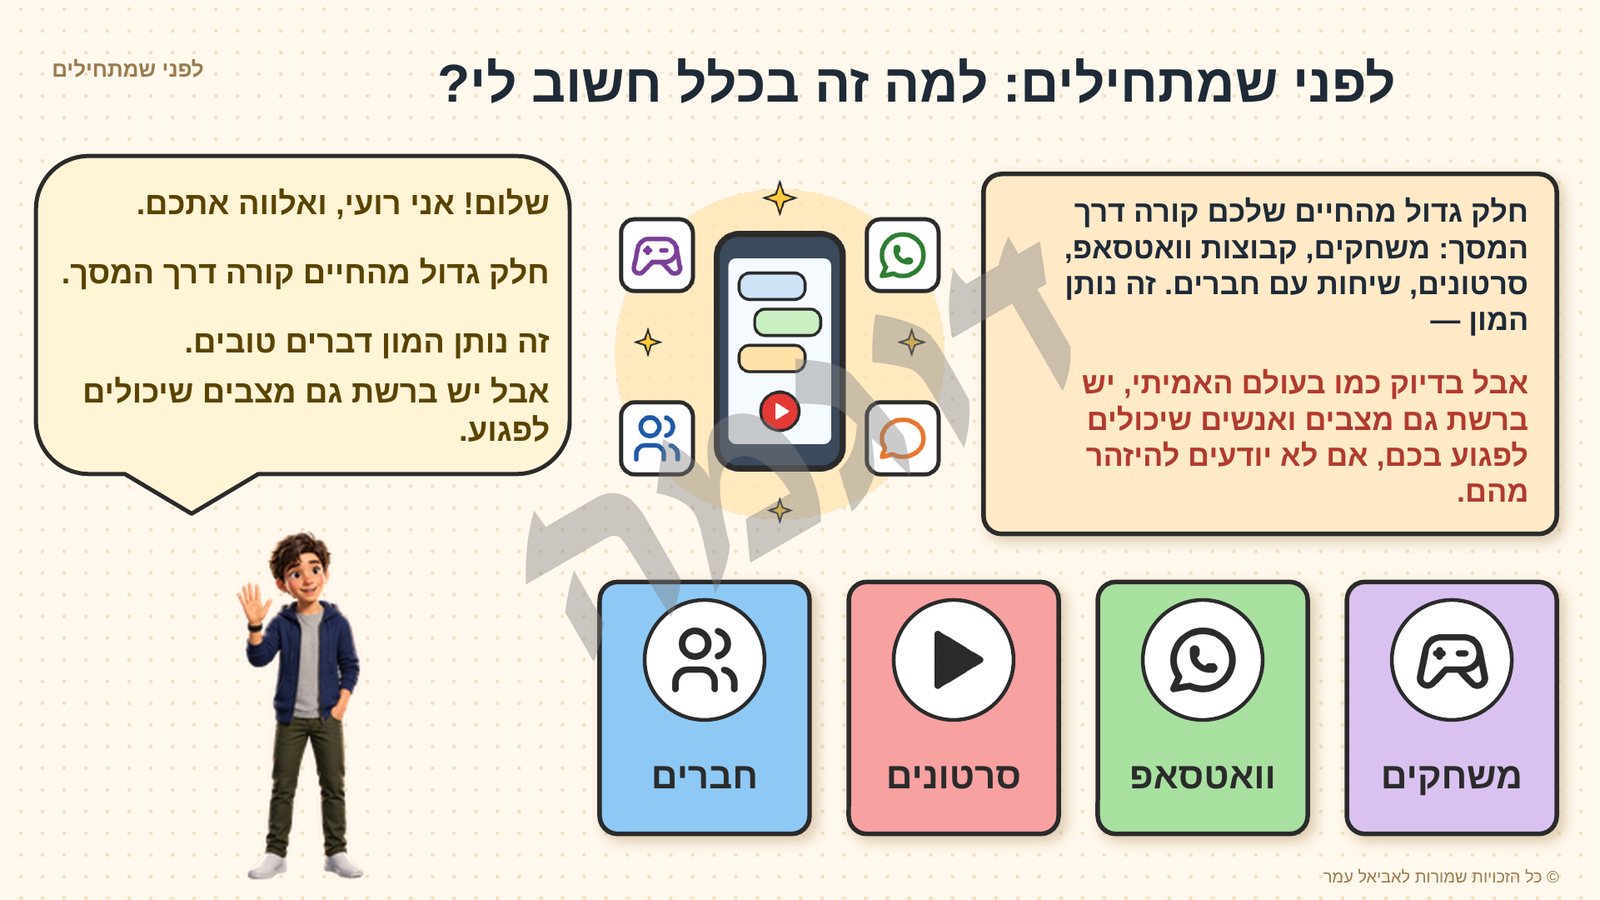 לפני שמתחילים: למה זה בכלל חשוב לי?
לפני שמתחילים
חלק גדול מהחיים שלכם קורה דרך
המסך: משחקים, קבוצות וואטסאפ,
סרטונים, שיחות עם חברים. זה נותן
המון —
אבל בדיוק כמו בעולם האמיתי, יש
ברשת גם מצבים ואנשים שיכולים
לפגוע בכם, אם לא יודעים להיזהר
מהם.
שלום! אני רועי, ואלווה אתכם.
חלק גדול מהחיים קורה דרך המסך.
זה נותן המון דברים טובים.
אבל יש ברשת גם מצבים שיכולים
לפגוע.
דוגמה
משחקים
וואטסאפ
סרטונים
חברים
© כל הזכויות שמורות לאביאל עמר